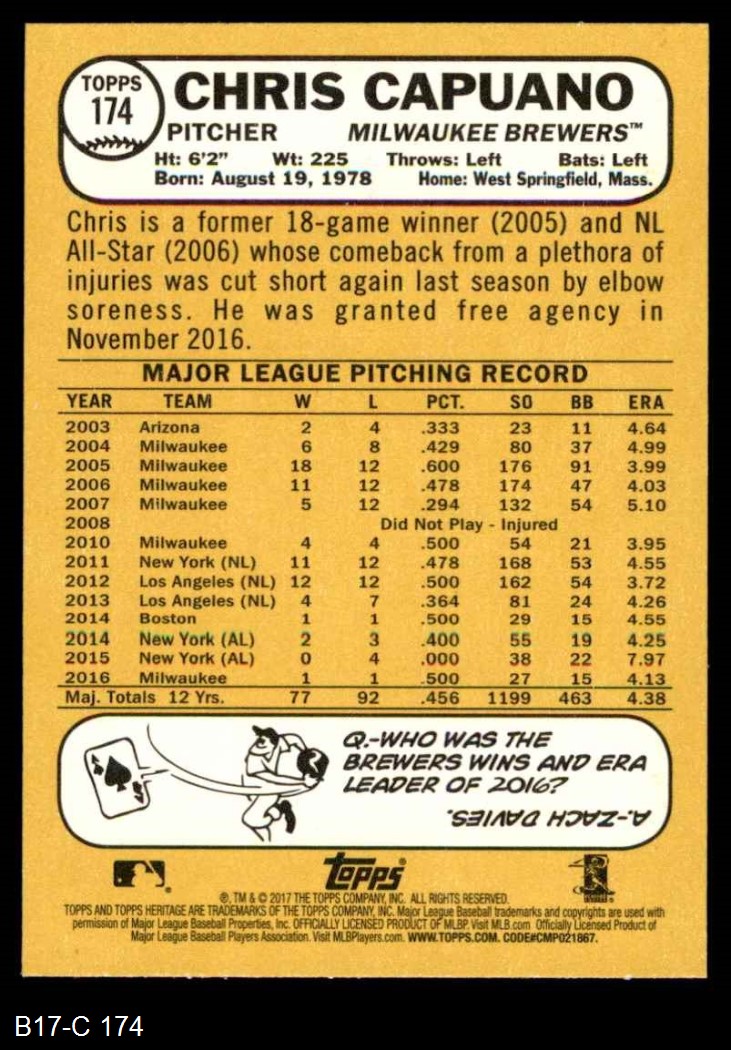 TOPPS
174
CHRIS CAPUANO
PITCHER MILWAUKEE BREWERS™
Ht: 6'2" Wt: 225 Throws: Left Bats: Left
Born: August 19, 1978 Home: West Springfield, Mass.
Chris is a former 18-game winner (2005) and NL
All-Star (2006) whose comeback from a plethora of
injuries was cut short again last season by elbow
soreness. He was granted free agency in
November 2016.
MAJOR LEAGUE PITCHING RECORD
YEAR TEAM W L PCT. SO BB ERA
2003 Arizona 2 4 .333 23 11 4.64
2004 Milwaukee 6 8 .429 80 37 4.99
2005 Milwaukee 18 12 .600 176 91 3.99
2006 Milwaukee 11 12 .478 174 47 4.03
2007 Milwaukee 5 12 .294 132 54 5.10
2008 Did Not Play - Injured
2010 Milwaukee 4 4 .500 54 21 3.95
2011 New York (NL) 11 12 .478 168 53 4.55
2012 Los Angeles (NL) 12 12 .500 162 54 3.72
2013 Los Angeles (NL) 4 7 .364 81 24 4.26
2014 Boston 1 1 .500 29 15 4.55
2014 New York (AL) 2 3 .400 55 19 4.25
2015 New York (AL) 0 4 .000 38 22 7.97
2016 Milwaukee 1 1 .500 27 15 4.13
Maj. Totals 12 Yrs. 77 92 .456 1199 463 4.38
Q.-WHO WAS THE
BREWERS WINS AND ERA
LEADER OF 2016?
A.-ZACH DAVIES.
A
A
topps®
®, TM & © 2017 THE TOPPS COMPANY, INC. ALL RIGHTS RESERVED.
TOPPS AND TOPPS HERITAGE ARE TRADEMARKS OF THE TOPPS COMPANY, INC. Major League Baseball trademarks and copyrights are used with
permission of Major League Baseball Properties, Inc. OFFICIALLY LICENSED PRODUCT OF MLBP. Visit MLB.com Officially Licensed Product of
Major League Baseball Players Association. Visit MLBPlayers.com. WWW.TOPPS.COM. CODE#CMP021867.
B17-C 174